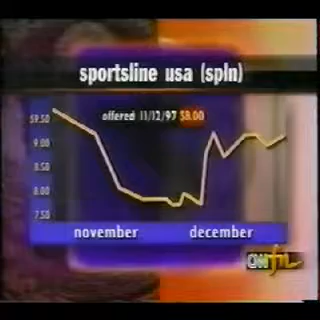 sportsline usa (spln)
offered 11/12/97 $8.00
$9.50
9.00
8.50
8.00
7.50
november december
CNNfn